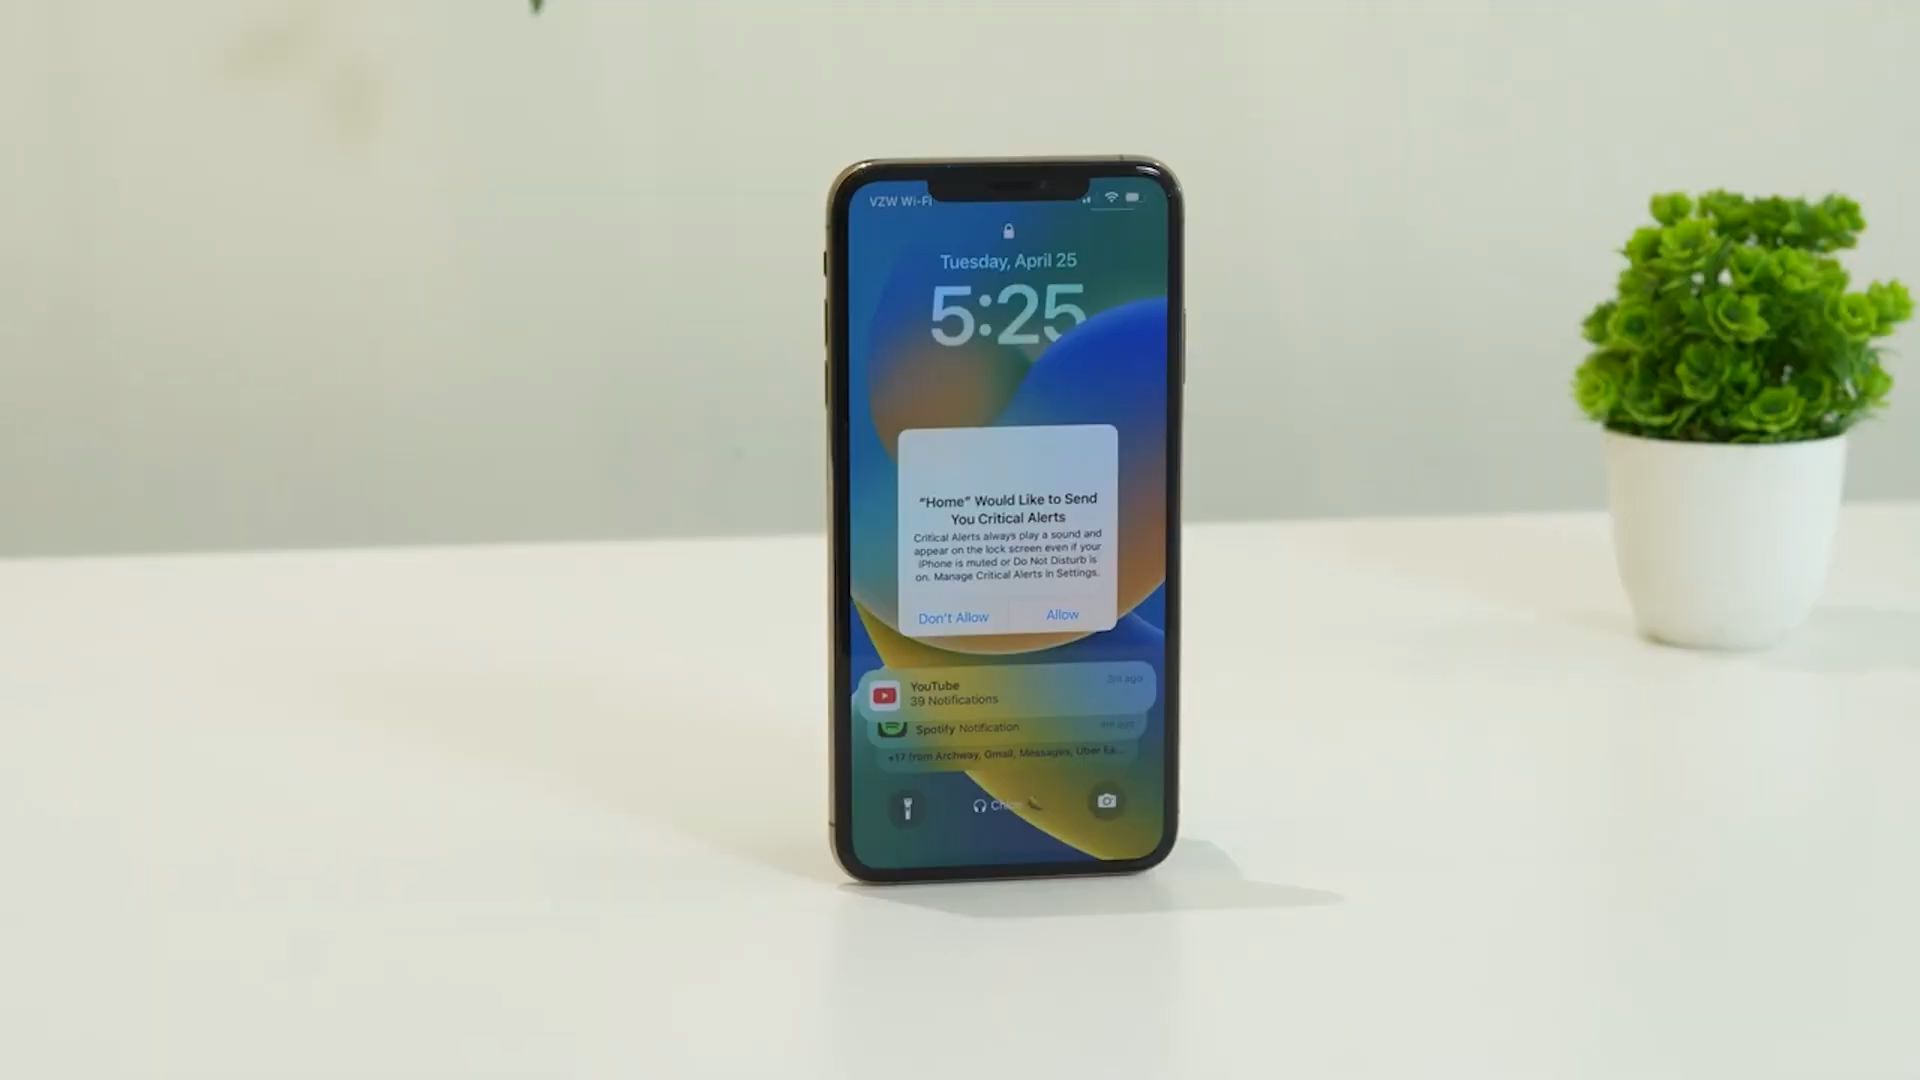 VZW Wi-Fi
Tuesday, April 25
5:25
“Home” Would Like to Send
You Critical Alerts
Critical Alerts always play a sound and
appear on the lock screen even if your
iPhone is muted or Do Not Disturb is
on. Manage Critical Alerts in Settings.
Don't Allow
Allow
YouTube
3m ago
39 Notifications
Spotify Notification
+17 from Archway, Gmail, Messages, Uber Ea...